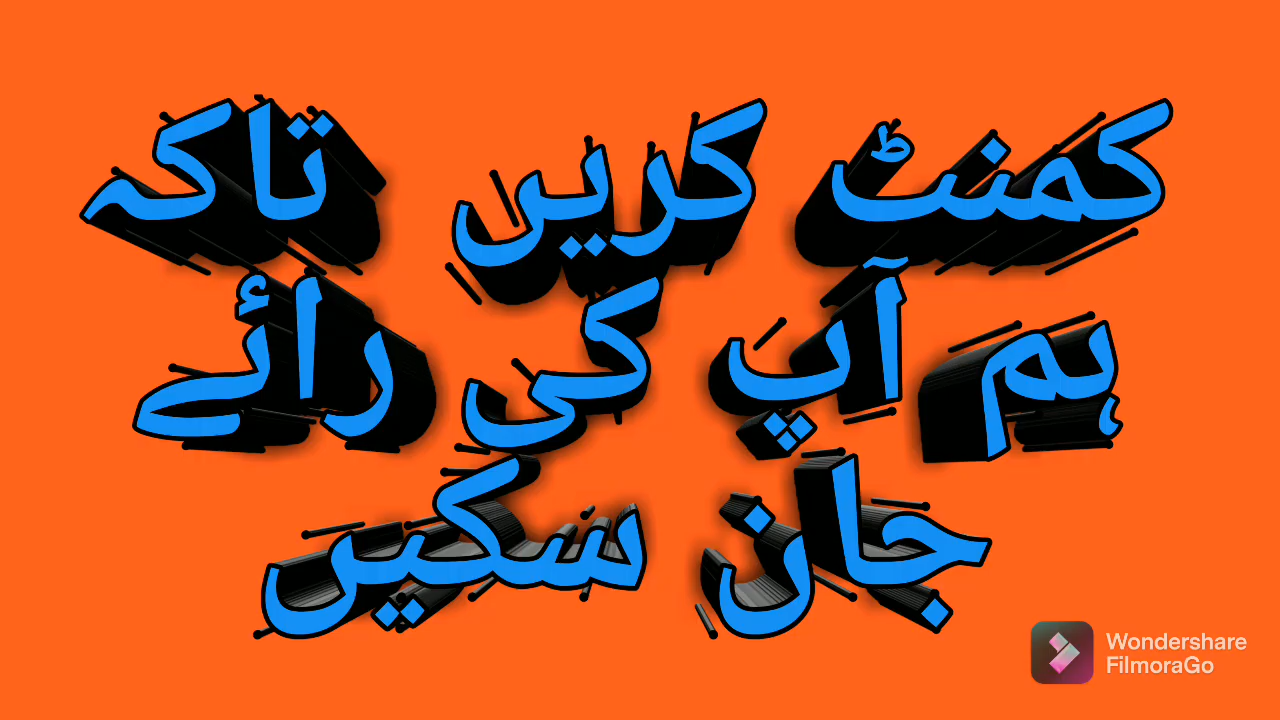 کمنٹ کریں تاکہ
ہم آپ کی رائے
جان سکیں
Wondershare
FilmoraGo